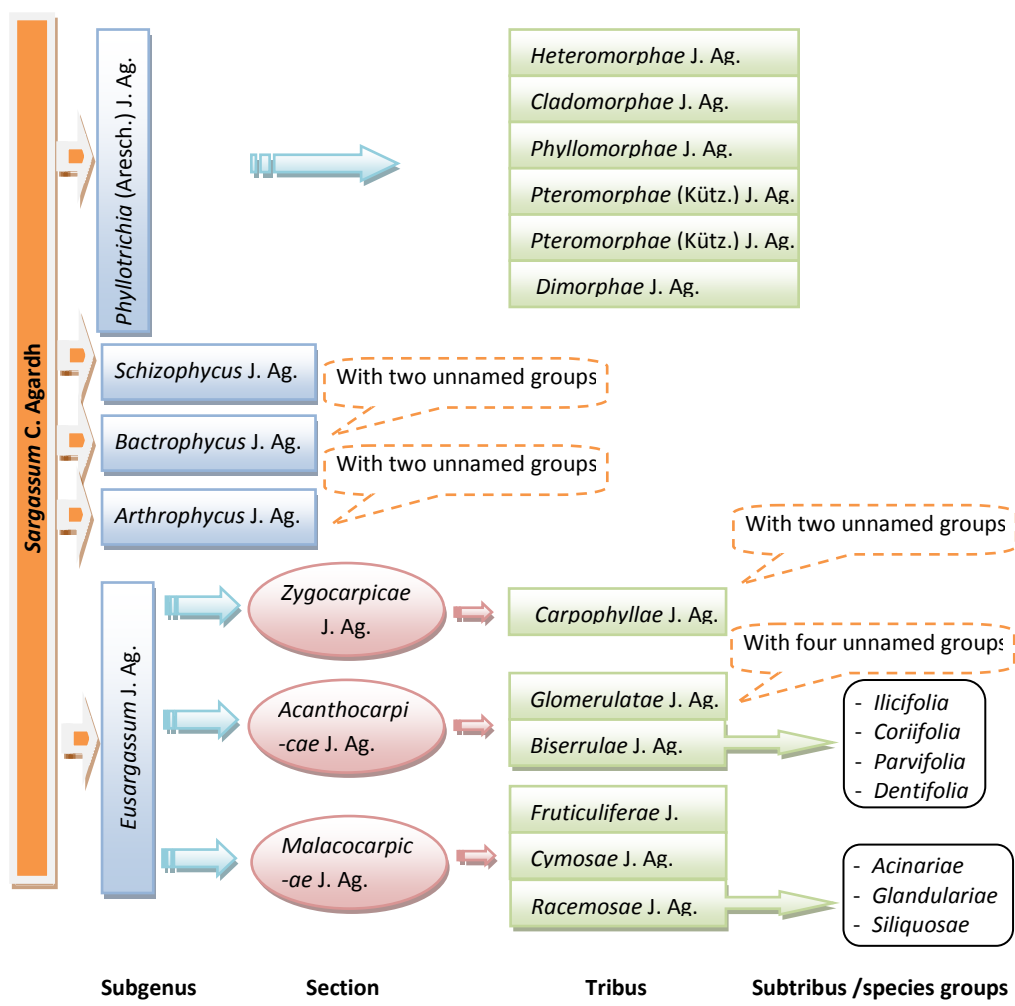 Sargassum C. Agardh
Phyllotrichia (Aresch.) J. Ag.
Heteromorphae J. Ag.
Cladomorphae J. Ag.
Phyllomorphae J. Ag.
Pteromorphae (Kütz.) J. Ag.
Pteromorphae (Kütz.) J. Ag.
Dimorphae J. Ag.
Schizophycus J. Ag.
With two unnamed groups
Bactrophycus J. Ag.
With two unnamed groups
Arthrophycus J. Ag.
With two unnamed groups
Eusargassum J. Ag.
Zygocarpicae
J. Ag.
Carpophyllae J. Ag.
With four unnamed groups
Acanthocarpi
-cae J. Ag.
Glomerulatae J. Ag.
Biserrulae J. Ag.
- Ilicifolia
- Coriifolia
- Parvifolia
- Dentifolia
Malacocarpic
-ae J. Ag.
Fruticuliferae J.
Cymosae J. Ag.
Racemosae J. Ag.
- Acinariae
- Glandulariae
- Siliquosae
Subgenus Section Tribus Subtribus /species groups